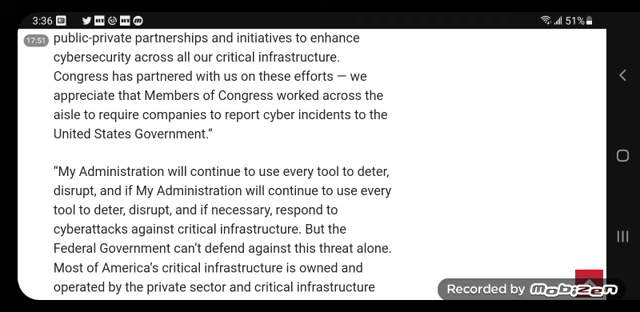 3:36
51%
17:51
public-private partnerships and initiatives to enhance
cybersecurity across all our critical infrastructure.
Congress has partnered with us on these efforts — we
appreciate that Members of Congress worked across the
aisle to require companies to report cyber incidents to the
United States Government.”
“My Administration will continue to use every tool to deter,
disrupt, and if My Administration will continue to use every
tool to deter, disrupt, and if necessary, respond to
cyberattacks against critical infrastructure. But the
Federal Government can’t defend against this threat alone.
Most of America’s critical infrastructure is owned and
operated by the private sector and critical infrastructure
Recorded by Mobizen